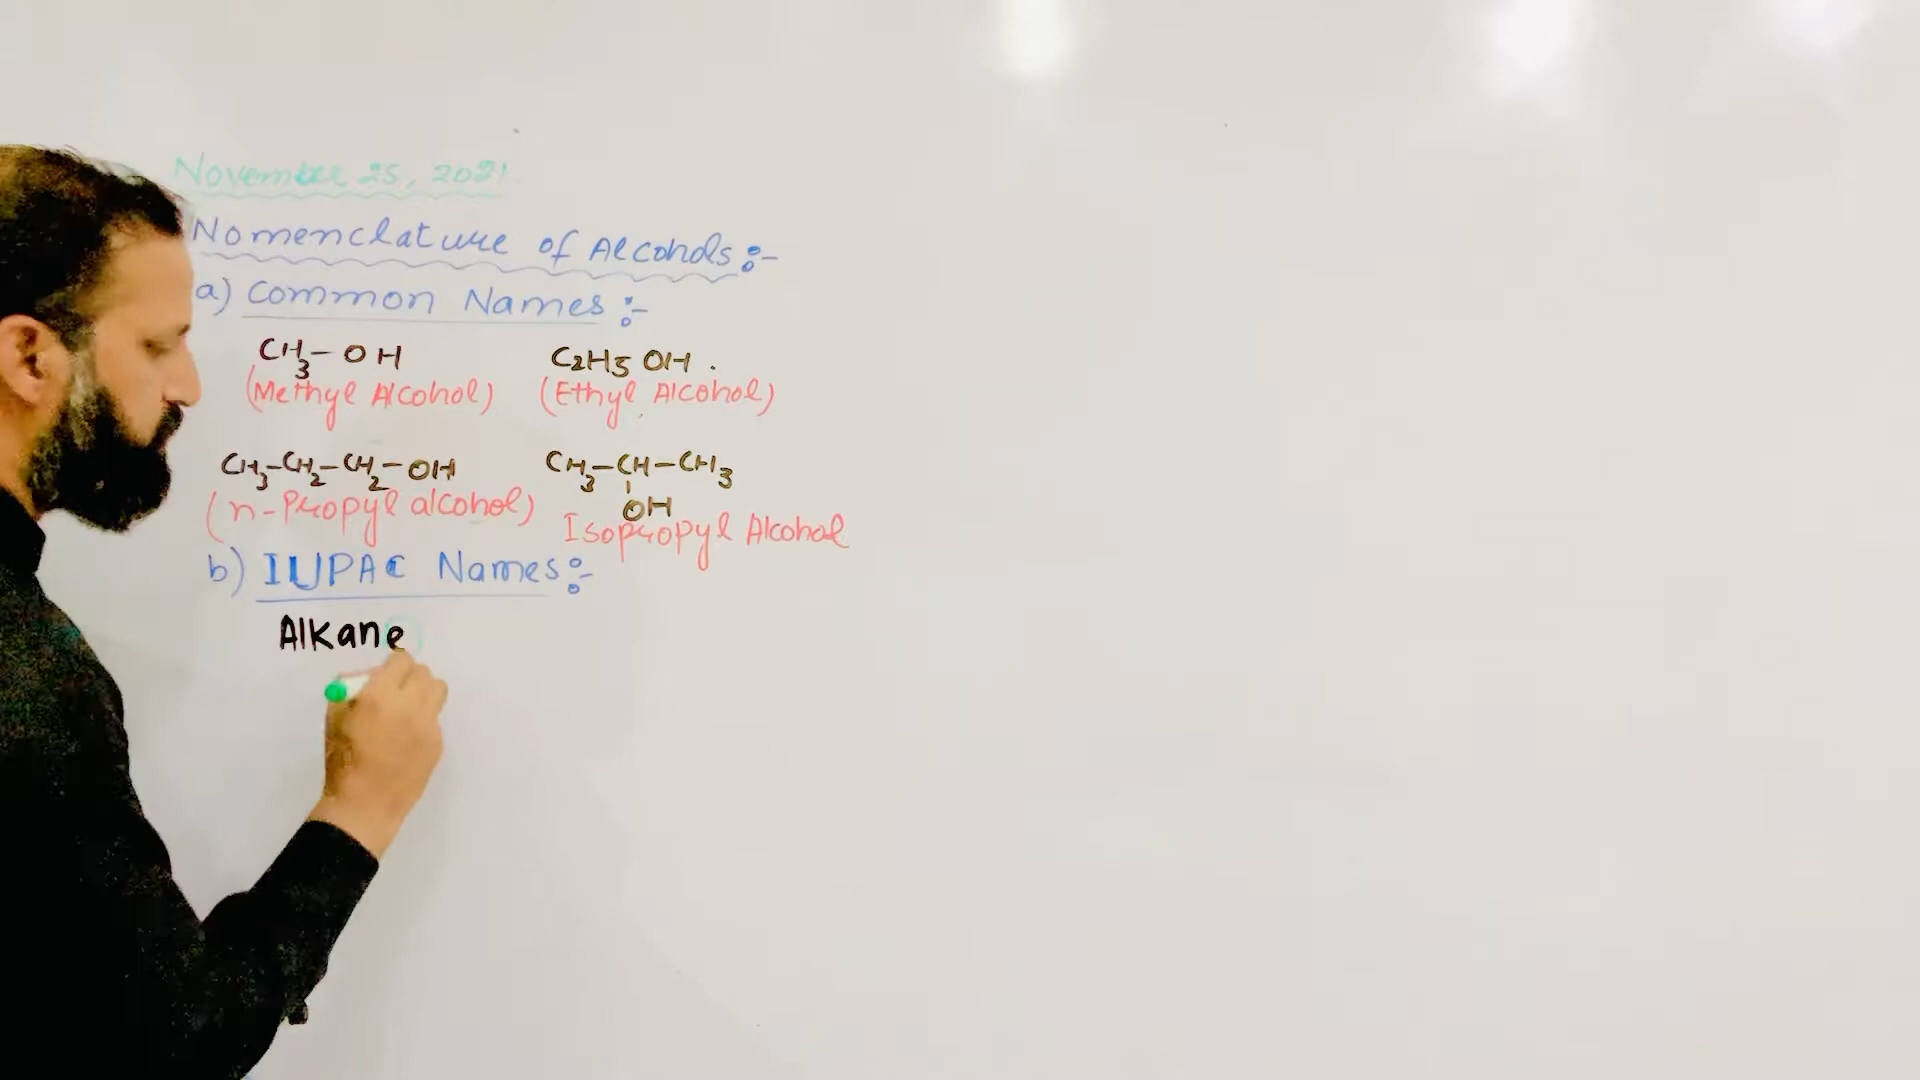 November 25, 2021.
Nomenclature of Alcohols:-
a) Common Names :-
CH3- OH C2H5 OH .
(Methyl Alcohol) (Ethyl Alcohol)
CH3-CH2-CH2-OH CH3-CH-CH3
OH
(n-Propyl alcohol) Isopropyl Alcohol
b) IUPAC Names:-
Alkane